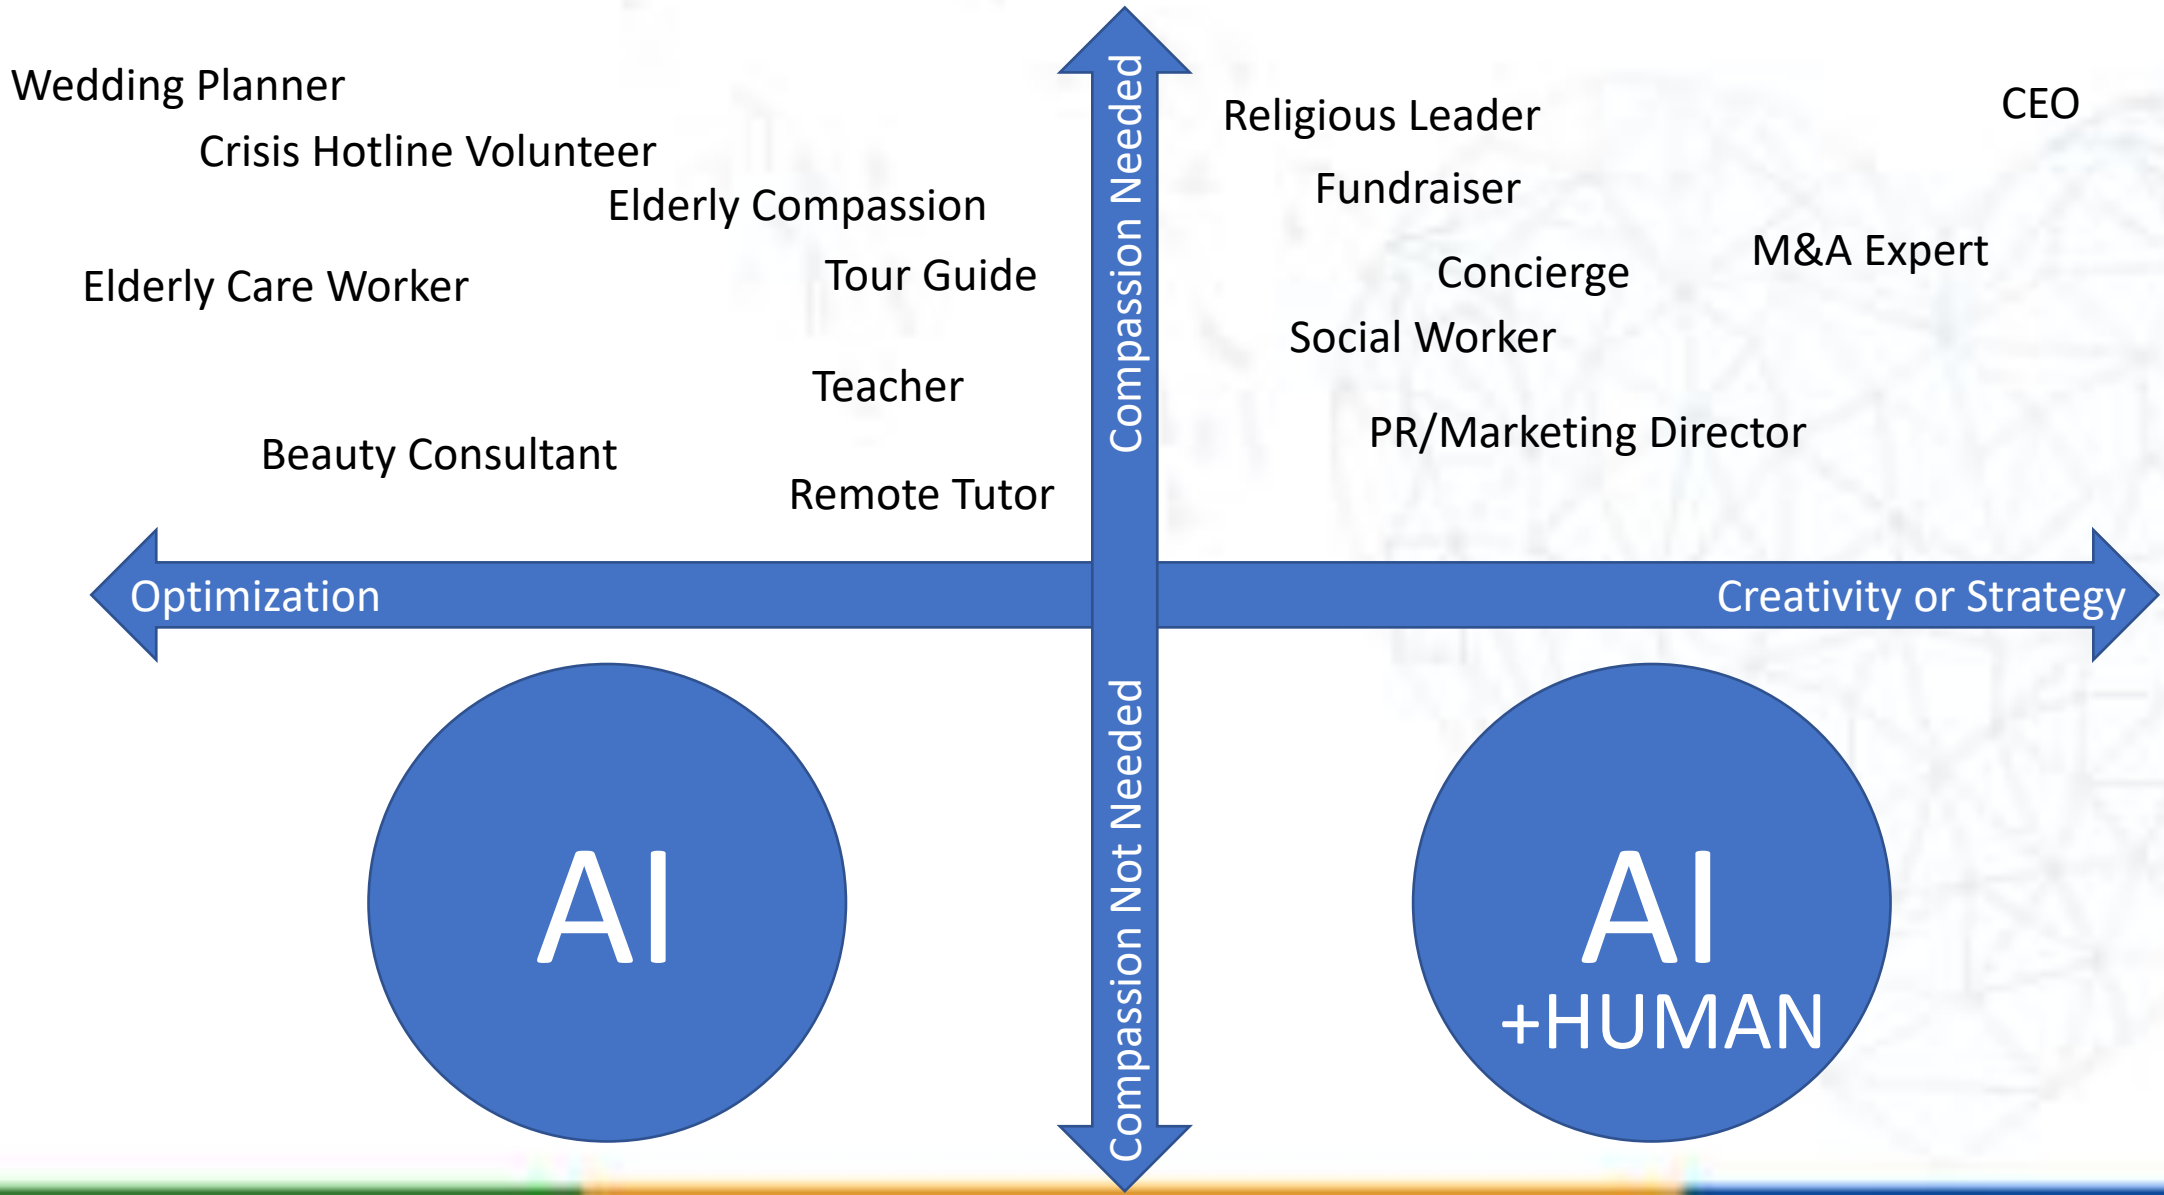 Wedding Planner
Crisis Hotline Volunteer
Elderly Compassion
Elderly Care Worker
Tour Guide
Teacher
Beauty Consultant
Remote Tutor
Compassion Needed
Religious Leader
CEO
Fundraiser
M&A Expert
Concierge
Social Worker
PR/Marketing Director
Optimization
Creativity or Strategy
AI
Compassion Not Needed
AI
+HUMAN